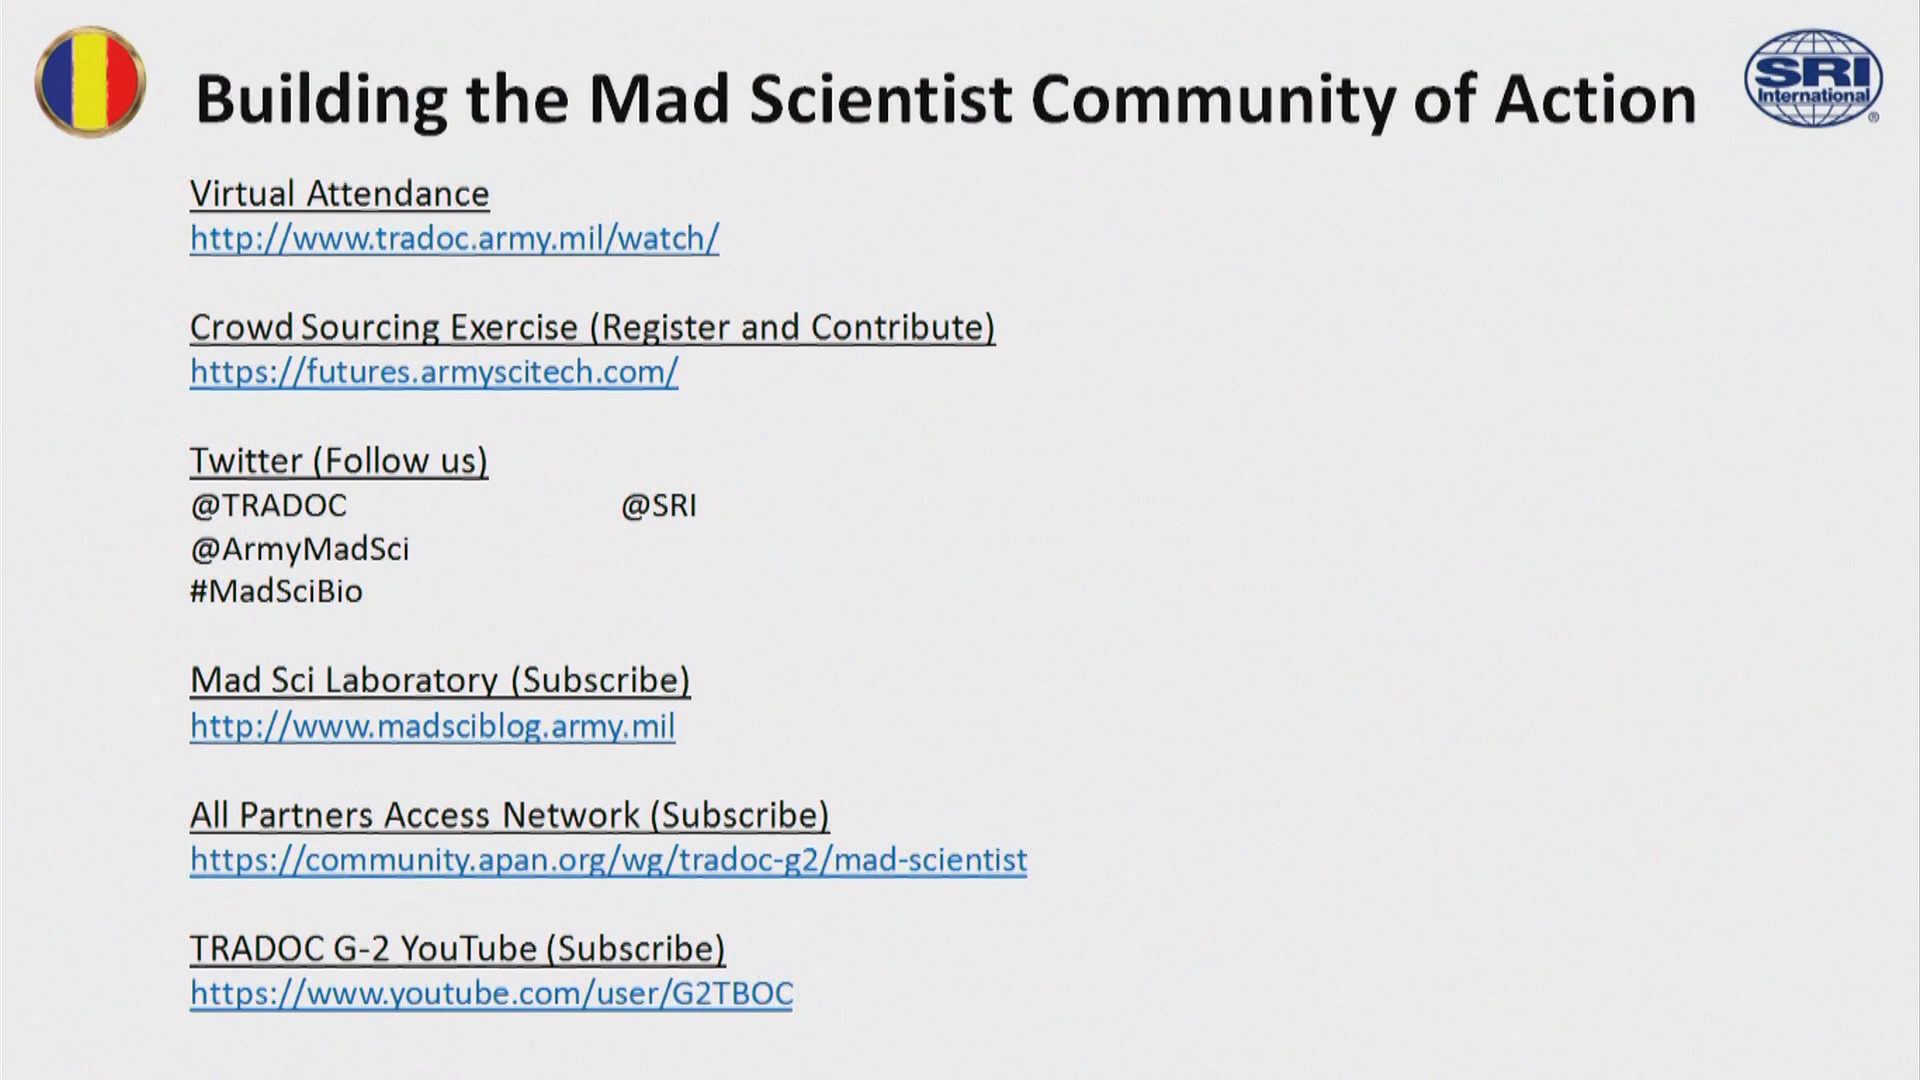 Building the Mad Scientist Community of Action
SRI
International
®
Virtual Attendance
http://www.tradoc.army.mil/watch/
Crowd Sourcing Exercise (Register and Contribute)
https://futures.armyscitech.com/
Twitter (Follow us)
@TRADOC @SRI
@ArmyMadSci
#MadSciBio
Mad Sci Laboratory (Subscribe)
http://www.madsciblog.army.mil
All Partners Access Network (Subscribe)
https://community.apan.org/wg/tradoc-g2/mad-scientist
TRADOC G-2 YouTube (Subscribe)
https://www.youtube.com/user/G2TBOC